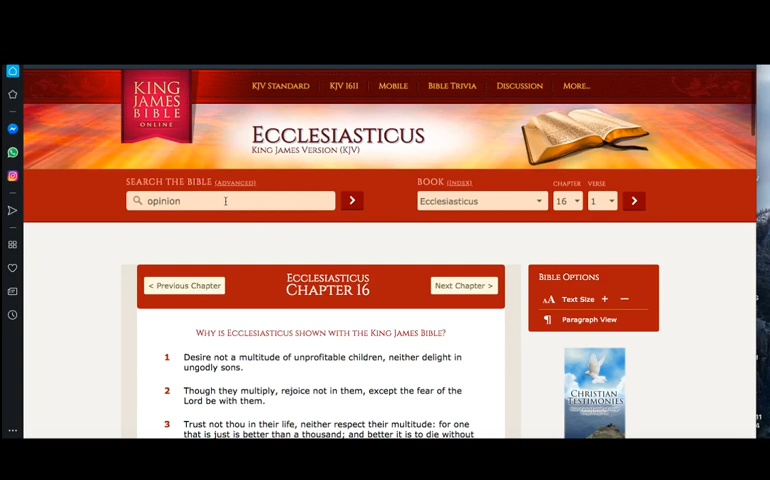 KING
JAMES
BIBLE
ONLINE
KJV STANDARD
KJV 1611
MOBILE
BIBLE TRIVIA
DISCUSSION
MORE...
ECCLESIASTICUS
KING JAMES VERSION (KJV)
SEARCH THE BIBLE (ADVANCED)
opinion
BOOK (INDEX)
CHAPTER
VERSE
Ecclesiasticus
16
1
< Previous Chapter
ECCLESIASTICUS
CHAPTER 16
Next Chapter >
WHY IS ECCLESIASTICUS SHOWN WITH THE KING JAMES BIBLE?
1 Desire not a multitude of unprofitable children, neither delight in
ungodly sons.
2 Though they multiply, rejoice not in them, except the fear of the
Lord be with them.
3 Trust not thou in their life, neither respect their multitude: for one
that is just is better than a thousand; and better it is to die without
BIBLE OPTIONS
AA Text Size + —
¶ Paragraph View
CHRISTIAN
TESTIMONIES